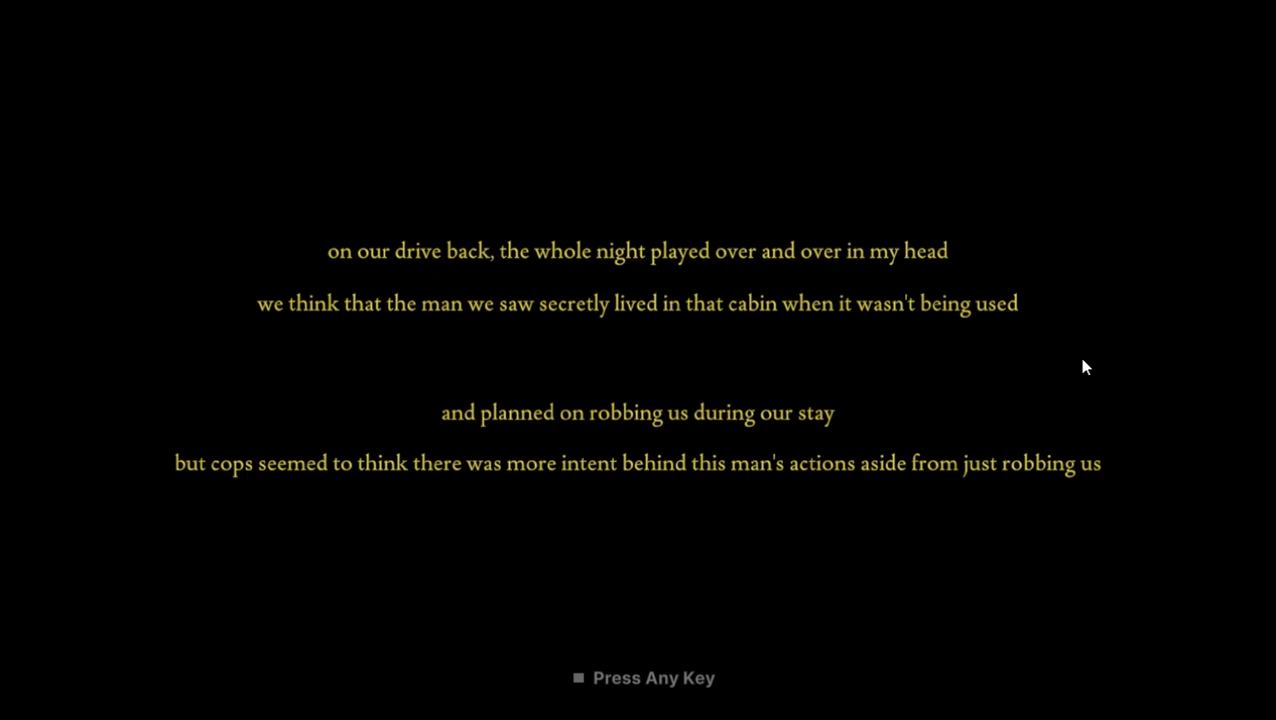 on our drive back, the whole night played over and over in my head
we think that the man we saw secretly lived in that cabin when it wasn't being used
and planned on robbing us during our stay
but cops seemed to think there was more intent behind this man's actions aside from just robbing us
Press Any Key